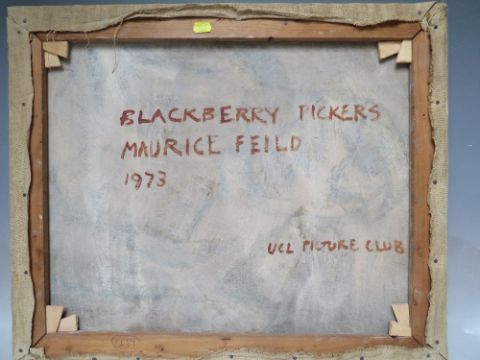 BLACKBERRY PICKERS
MAURICE FEILD
1973
UCL PICTURE CLUB